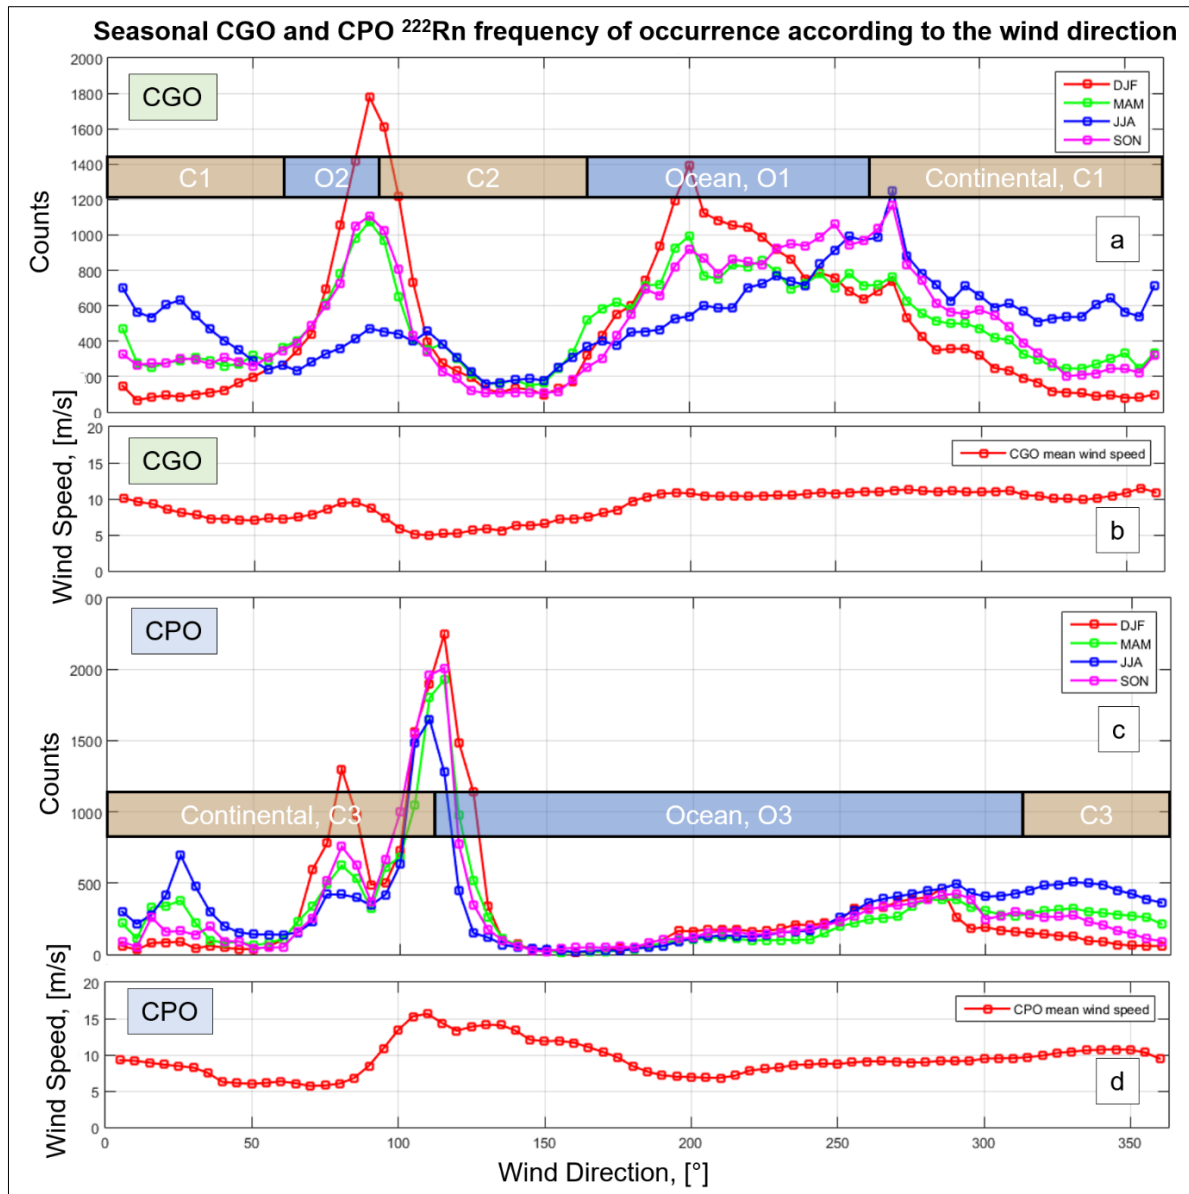 Seasonal CGO and CPO ²²²Rn frequency of occurrence according to the wind direction
2000
1800
1600
1400
1200
1000
800
600
400
00
0
Counts
CGO
DJF
MAM
JJA
SON
C1
O2
C2
Ocean, O1
Continental, C1
a
20
15
10
5
0
Wind Speed, [m/s]
CGO
CGO mean wind speed
b
00
2000
1500
1000
500
0
Counts
CPO
DJF
MAM
JJA
SON
c
Continental, C3
Ocean, O3
C3
20
15
10
5
0
Wind Speed, [m/s]
CPO
CPO mean wind speed
d
0 50 100 150 200 250 300 350
Wind Direction, [°]